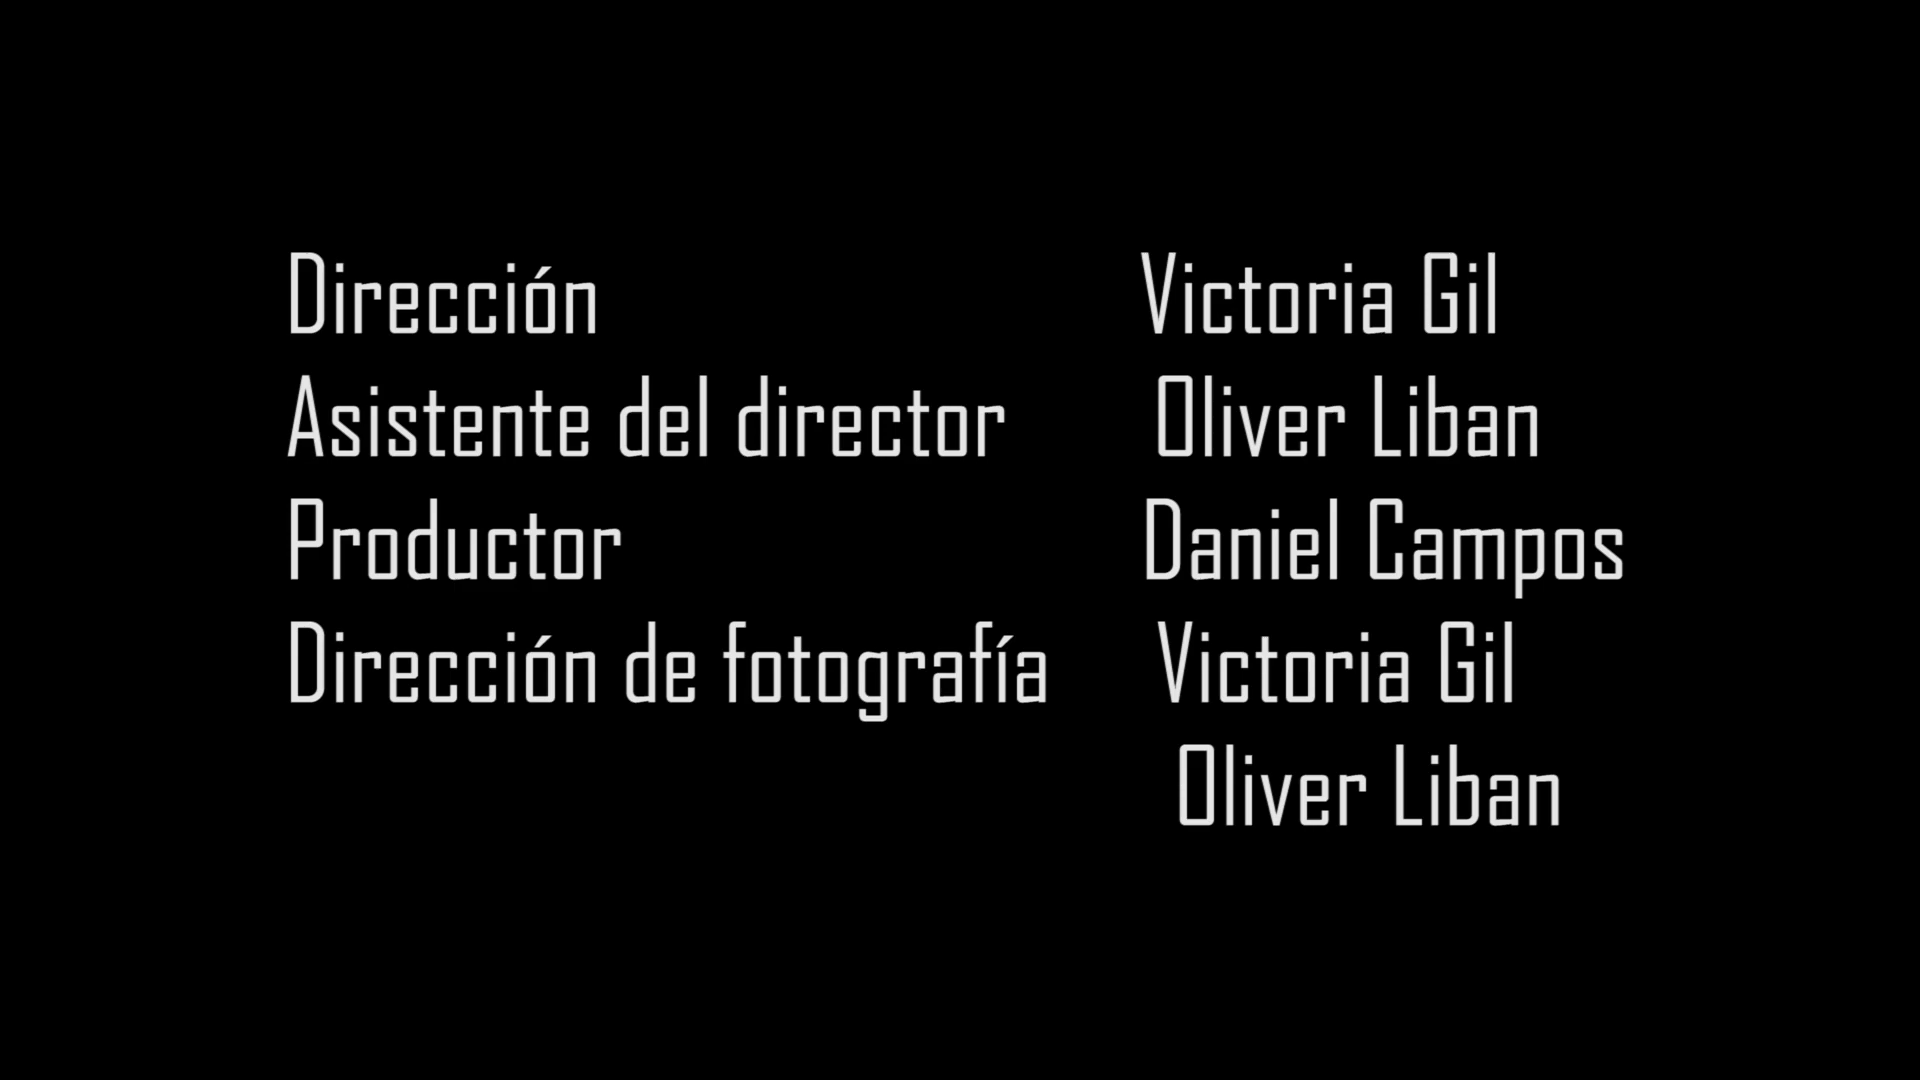 Dirección Victoria Gil
Asistente del director Oliver Liban
Productor Daniel Campos
Dirección de fotografía Victoria Gil
Oliver Liban